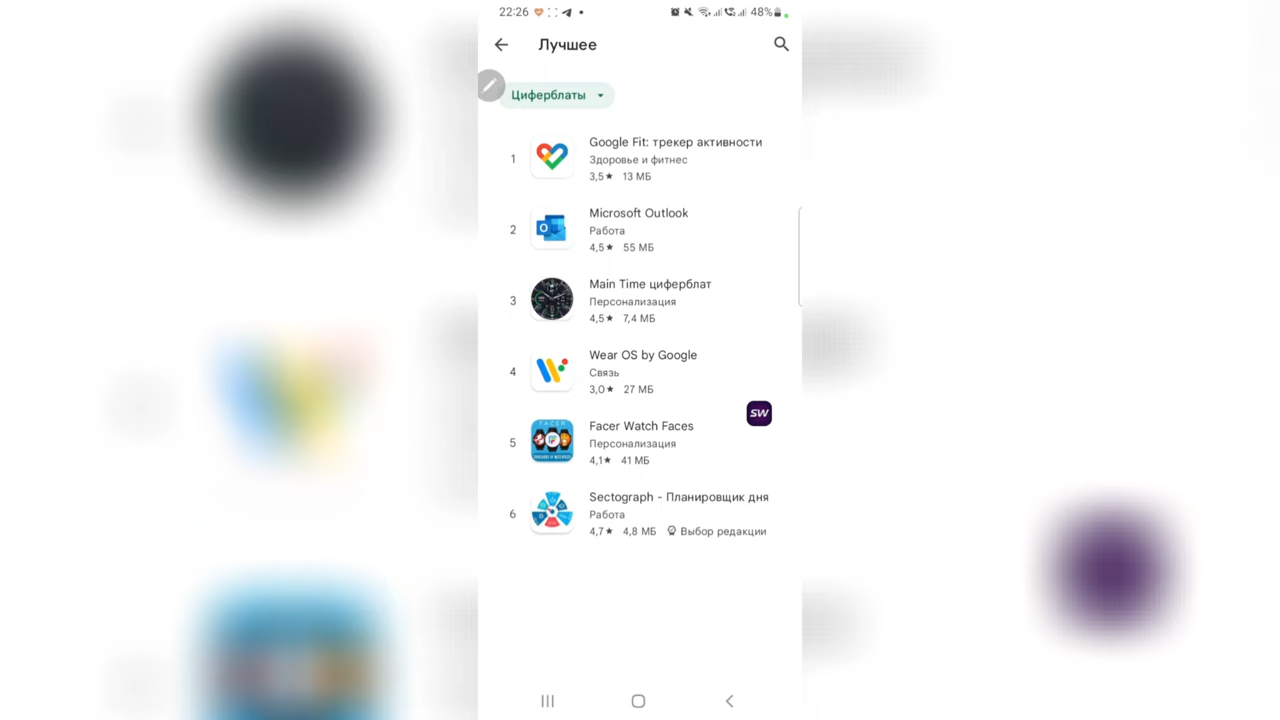 22:26
48%
Лучшее
Циферблаты
1
Google Fit: трекер активности
Здоровье и фитнес
3,5★ 13 МБ
2
Microsoft Outlook
Работа
4,5★ 55 МБ
3
Main Time циферблат
Персонализация
4,5★ 7,4 МБ
4
Wear OS by Google
Связь
3,0★ 27 МБ
SW
5
FACER
Facer Watch Faces
Персонализация
4,1★ 41 МБ
6
Sectograph - Планировщик дня
Работа
4,7★ 4,8 МБ Выбор редакции